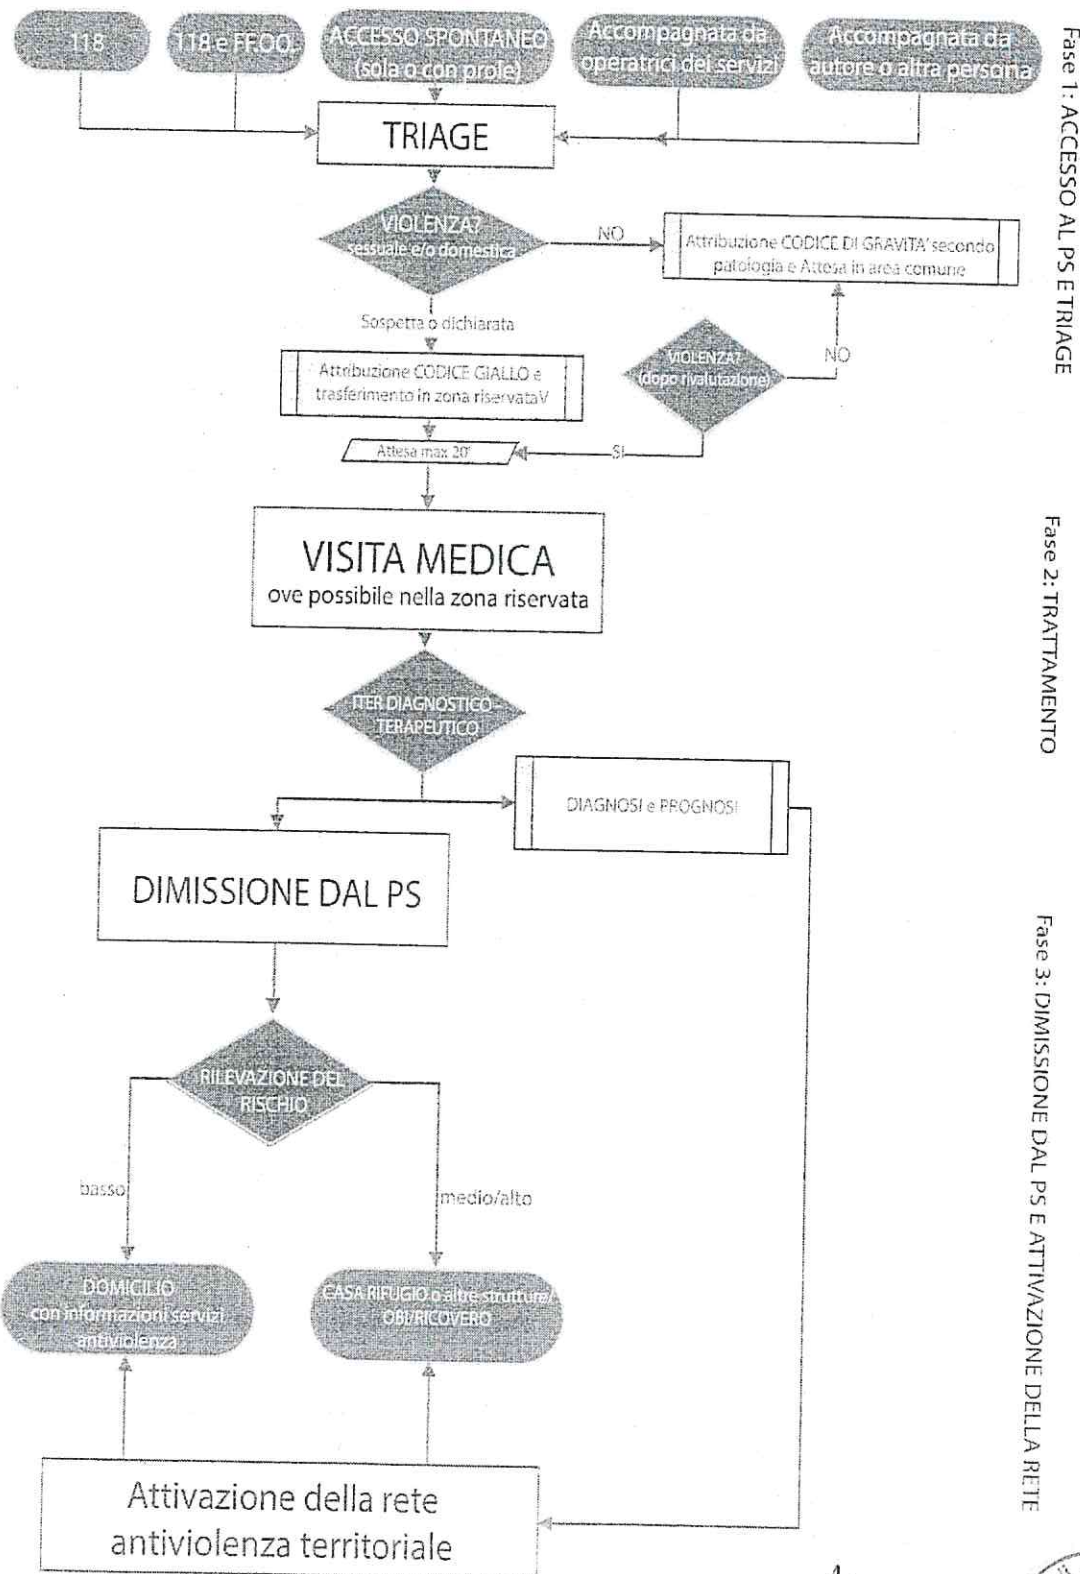 118
118 e FF.OO.
ACCESSO SPONTANEO
(sola o con prole)
Accompagnata da
operatrici dei servizi
Accompagnata da
autore o altra persona
Fase 1: ACCESSO AL PS E TRIAGE
TRIAGE
VIOLENZA?
sessuale e/o domestica
NO
Attribuzione CODICE DI GRAVITA' secondo
patologia e Attesa in area comune
Sospetta o dichiarata
VIOLENZA?
(dopo rivalutazione)
NO
Attribuzione CODICE GIALLO e
trasferimento in zona riservataV
Attesa max 20'
SI
Fase 2: TRATTAMENTO
VISITA MEDICA
ove possibile nella zona riservata
ITER DIAGNOSTICO-
TERAPEUTICO
DIAGNOSI e PROGNOSI
Fase 3: DIMISSIONE DAL PS E ATTIVAZIONE DELLA RETE
DIMISSIONE DAL PS
RILEVAZIONE DEL
RISCHIO
basso
medio/alto
DOMICILIO
con informazioni servizi
antiviolenza
CASA RIFUGIO o altre strutture/
OBI/RICOVERO
Attivazione della rete
antiviolenza territoriale